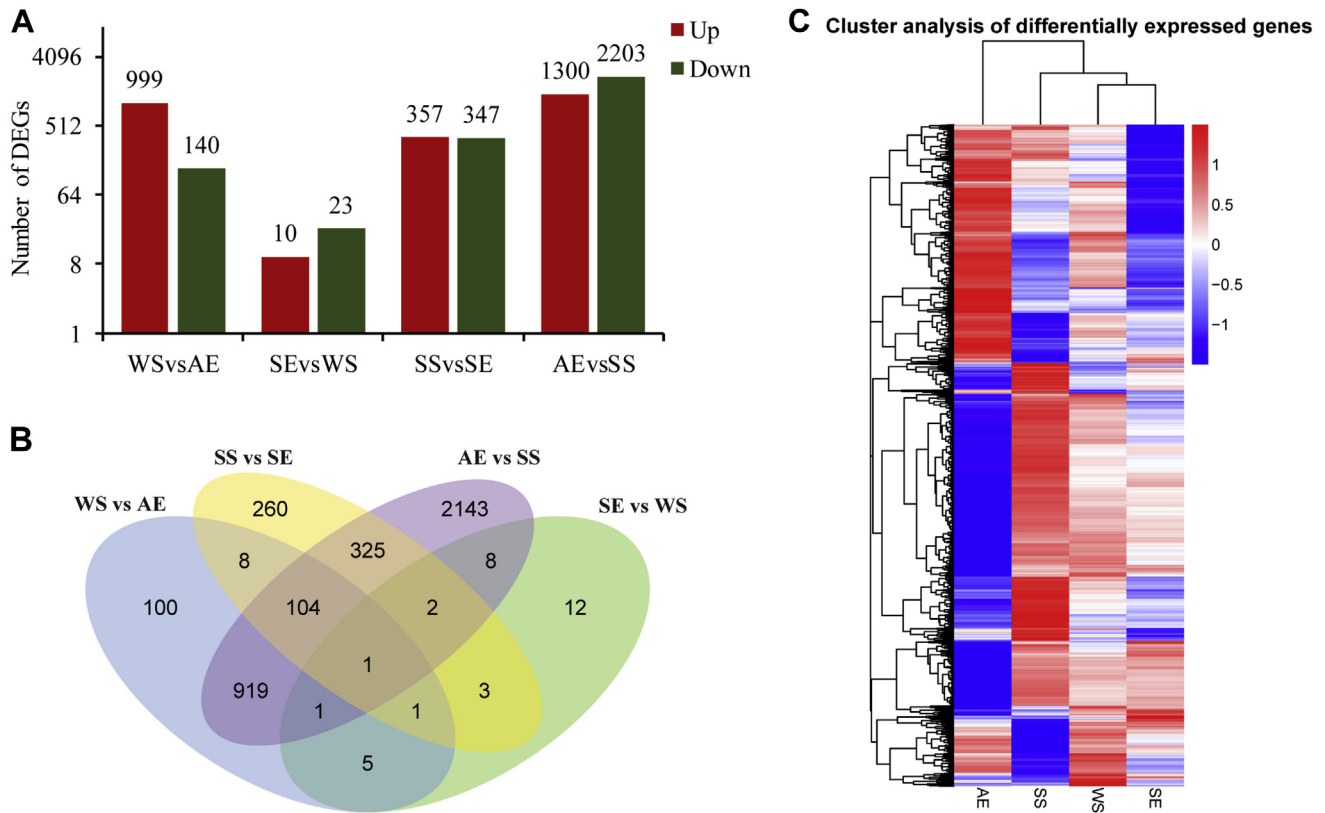 A
Number of DEGs
4096
512
64
8
1
999
140
10
23
357
347
1300
2203
WSvsAE
SEvsWS
SSvsSE
AEvsSS
Up
Down
B
SS vs SE
AE vs SS
WS vs AE
SE vs WS
260
2143
8
325
8
100
104
2
12
1
919
1
1
3
5
C Cluster analysis of differentially expressed genes
1
0.5
0
−0.5
−1
AE
SS
WS
SE